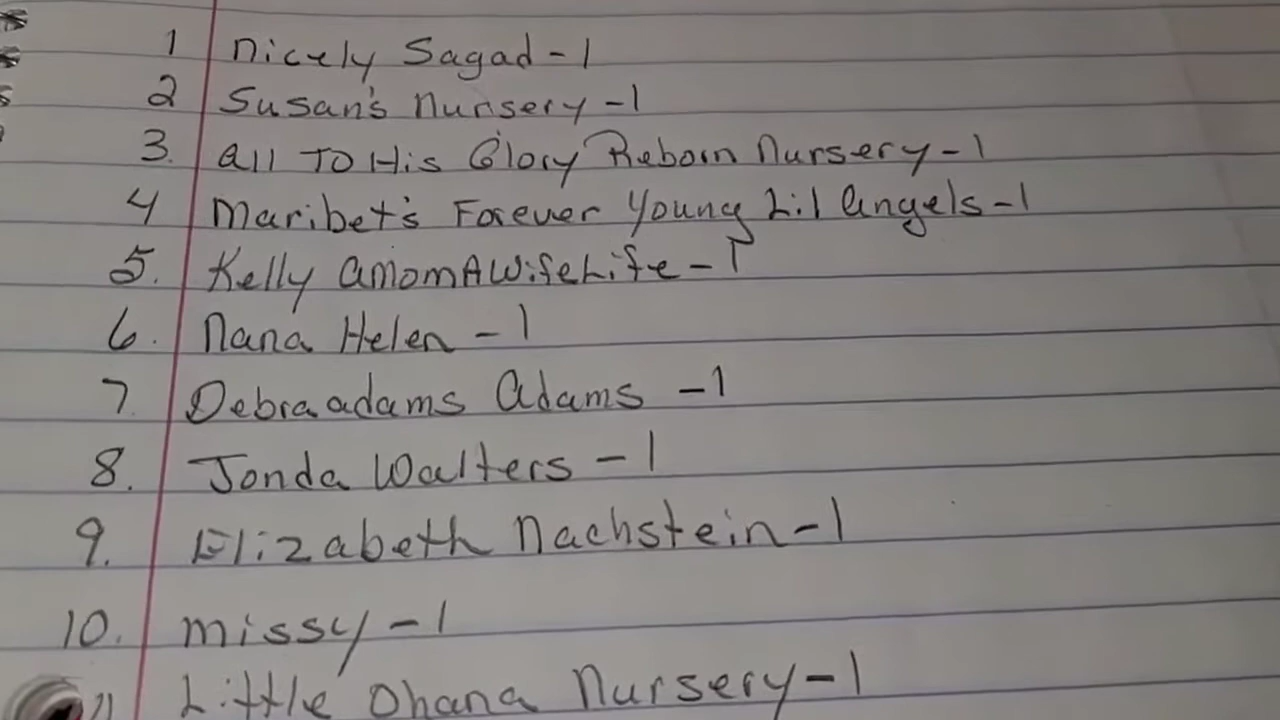 1 Nicely Sagad-1
2 Susan's Nursery-1
3. All To His Glory Reborn Nursery-1
4 Maribet's Forever Young Lil Angels-1
5. Kelly AMomAWifeLife-1
6. Nana Helen-1
7. Debraadams Adams-1
8. Jonda Walters-1
9. Elizabeth Nachstein-1
10. Missy-1
11 Little Ohana Nursery-1